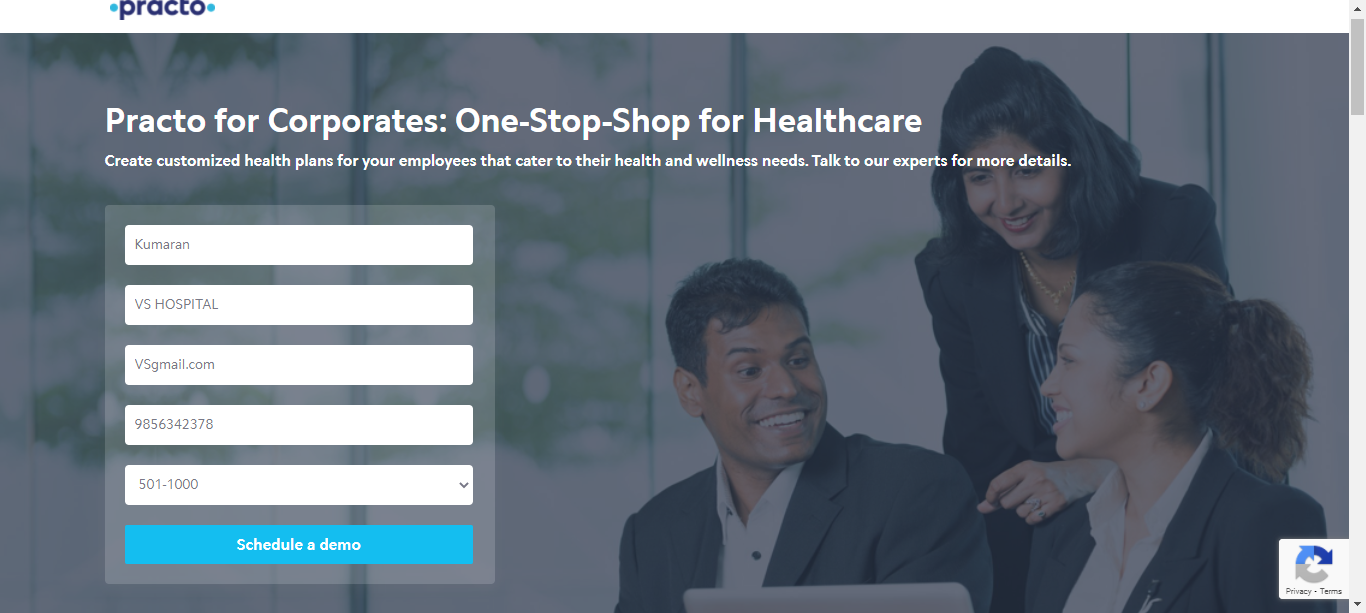 practo
Practo for Corporates: One-Stop-Shop for Healthcare
Create customized health plans for your employees that cater to their health and wellness needs. Talk to our experts for more details.
Kumaran
VS HOSPITAL
VSgmail.com
9856342378
501-1000
Schedule a demo
Privacy - Terms